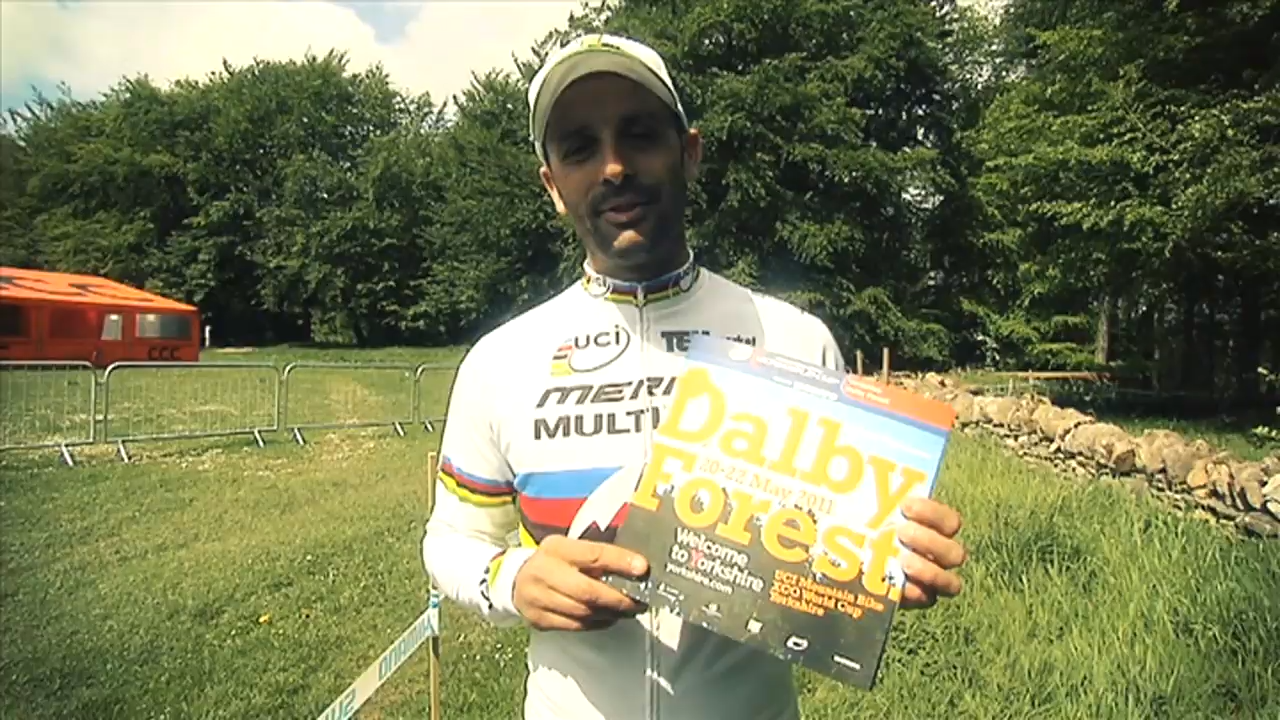 UCI
MERI
MULTI
Dalby
20-22 May 2011
Forest
Welcome
to Yorkshire
yorkshire.com
UCI Mountain Bike
XCO World Cup
Yorkshire
CCC